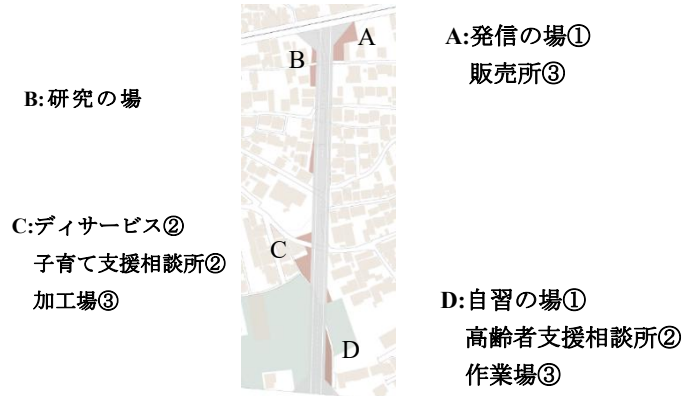 A
B
C
D
A:発信の場①
販売所③
B:研究の場
C:ディサービス②
子育て支援相談所②
加工場③
D:自習の場①
高齢者支援相談所②
作業場③